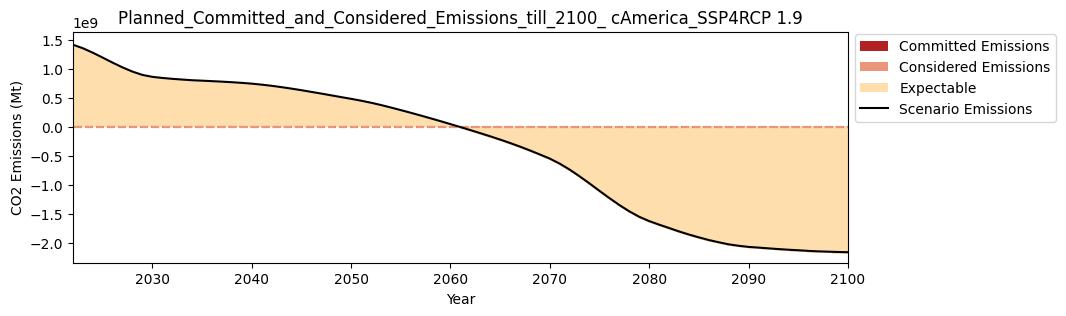 Planned_Committed_and_Considered_Emissions_till_2100_ cAmerica_SSP4RCP 1.9
1e9
1.5
1.0
0.5
0.0
−0.5
−1.0
−1.5
−2.0
CO2 Emissions (Mt)
2030 2040 2050 2060 2070 2080 2090 2100
Year
Committed Emissions
Considered Emissions
Expectable
Scenario Emissions